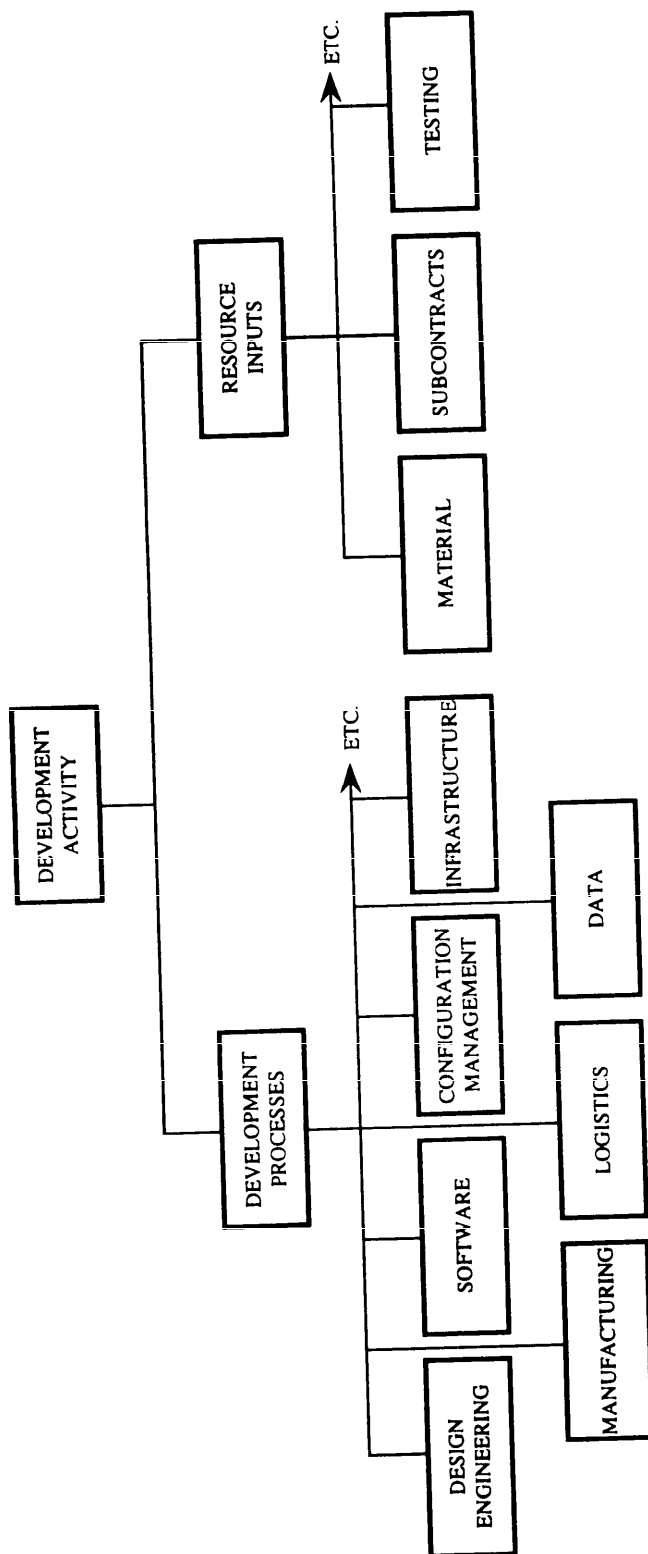 DEVELOPMENT
ACTIVITY
DEVELOPMENT
PROCESSES
RESOURCE
INPUTS
ETC.
DESIGN
ENGINEERING
SOFTWARE
CONFIGURATION
MANAGEMENT
INFRASTRUCTURE
MANUFACTURING
LOGISTICS
DATA
ETC.
MATERIAL
SUBCONTRACTS
TESTING